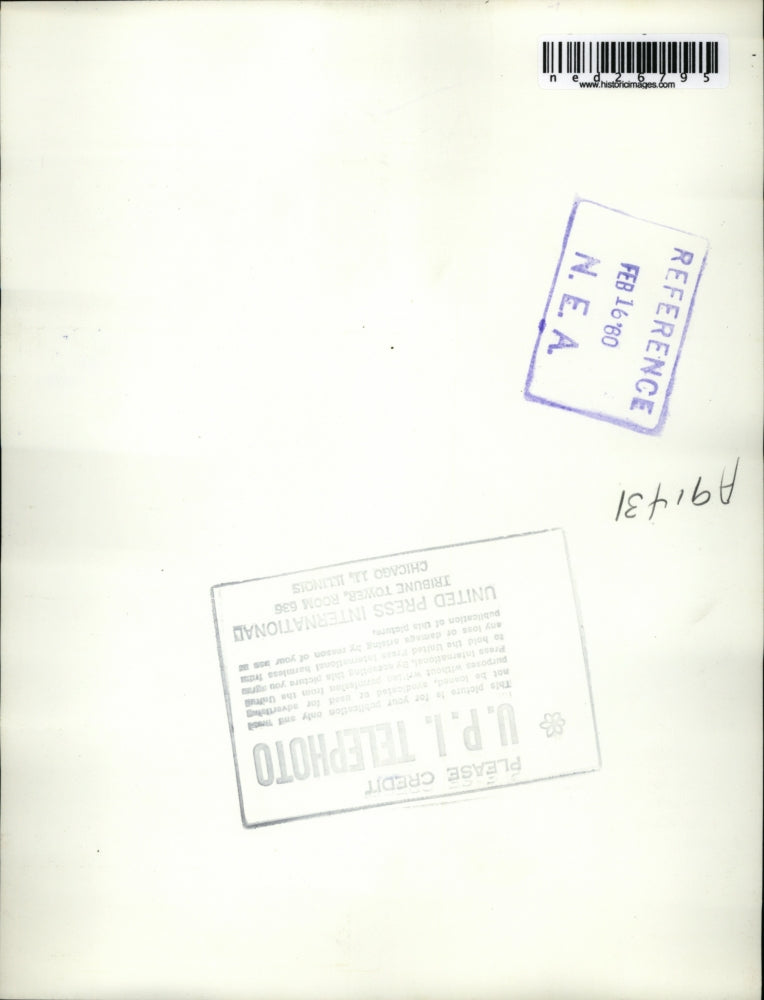 ned26795
www.historicimages.com
REFERENCE
FEB 16 '60
N. E. A.
A91431
PLEASE CREDIT
U. P. I. TELEPHOTO
This picture is for your publication only and must
not be loaned, syndicated or used for advertising
purposes without written permission from the United
Press International. By accepting this picture you agree
to hold the United Press International harmless from
any loss or damage arising by reason of your use or
publication of this picture.
UNITED PRESS INTERNATIONAL
TRIBUNE TOWER, ROOM 636
CHICAGO 11, ILLINOIS